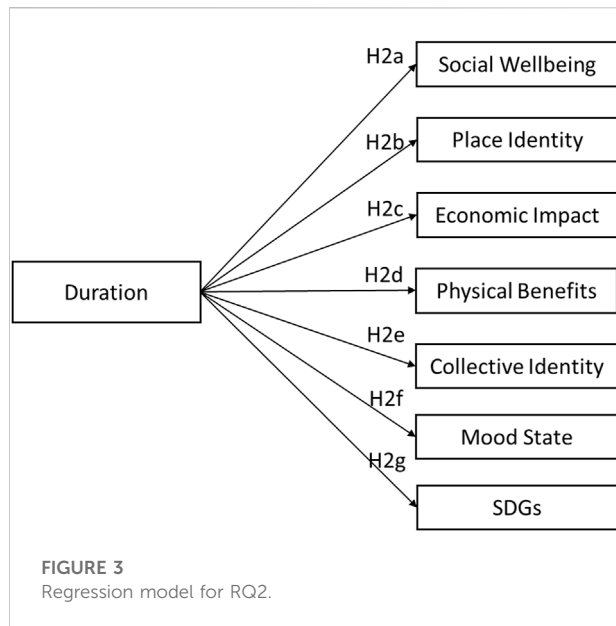 H2a
Social Wellbeing
H2b
Place Identity
H2c
Economic Impact
Duration
H2d
Physical Benefits
H2e
Collective Identity
H2f
Mood State
H2g
SDGs
FIGURE 3
Regression model for RQ2.